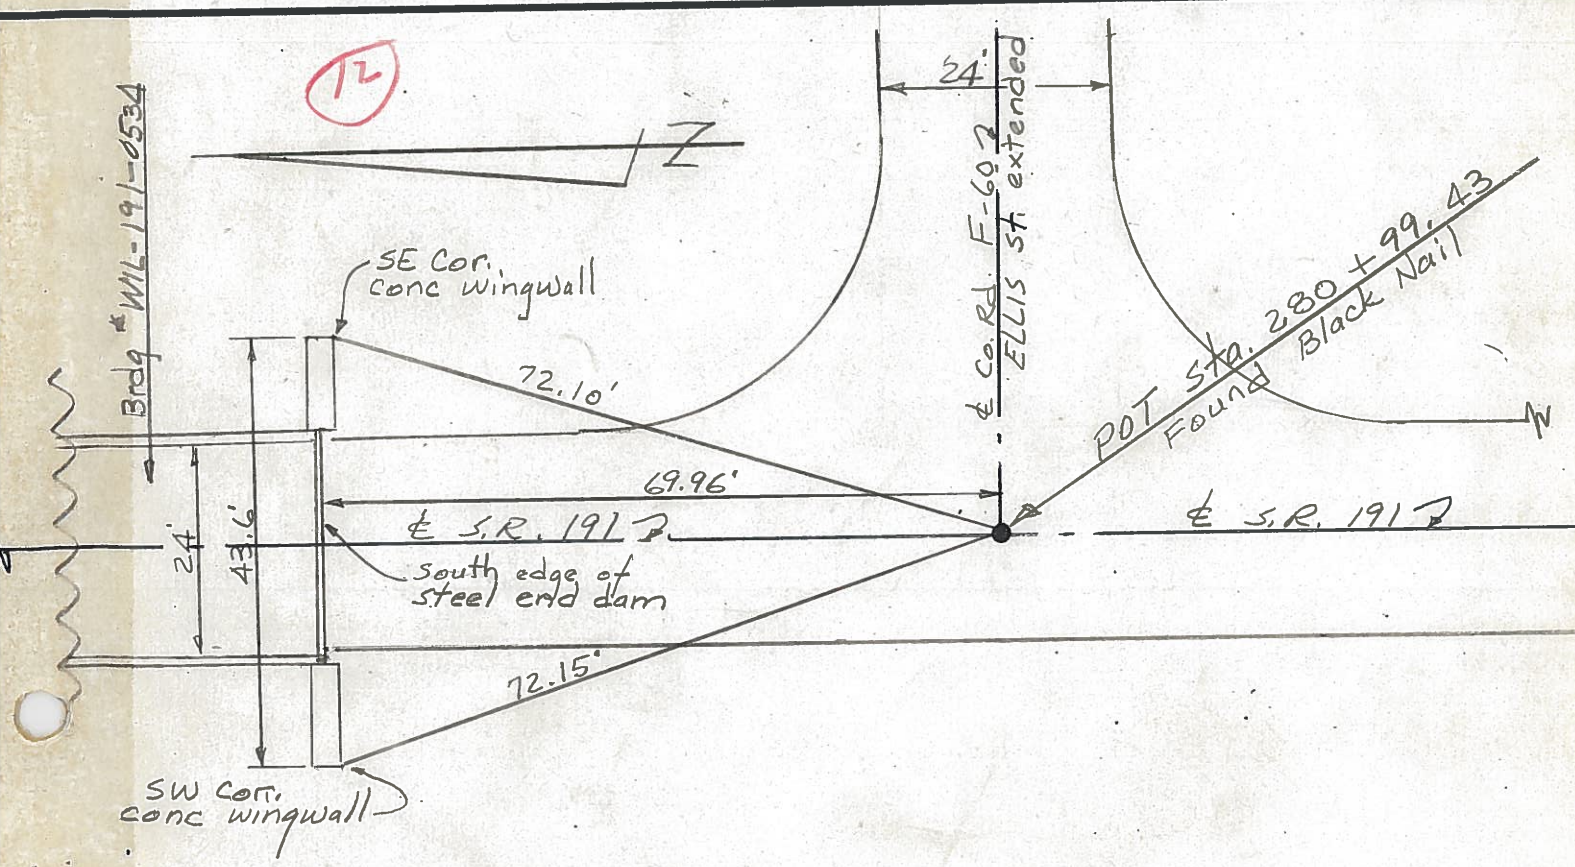 12
Brdg # WIL-191-0534
Z
24'
℄ Co. Rd. F-60
ELLIS St. extended
SE Cor.
conc wingwall
72.10'
POT Sta. 280 + 99.43
Found Black Nail
69.96'
24'
43.6'
℄ S.R. 191
℄ S.R. 191
south edge of
steel end dam
72.15'
SW Cor.
conc wingwall